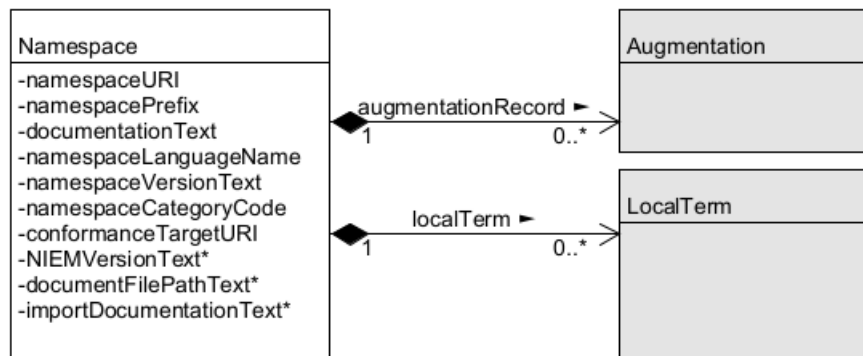 Namespace
-namespaceURI
-namespacePrefix
-documentationText
-namespaceLanguageName
-namespaceVersionText
-namespaceCategoryCode
-conformanceTargetURI
-NIEMVersionText*
-documentFilePathText*
-importDocumentationText*
augmentationRecord ►
1 0..*
Augmentation
localTerm ►
1 0..*
LocalTerm